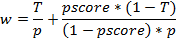 w = T/p + pscore * (1 − T)/(1 − pscore) * p